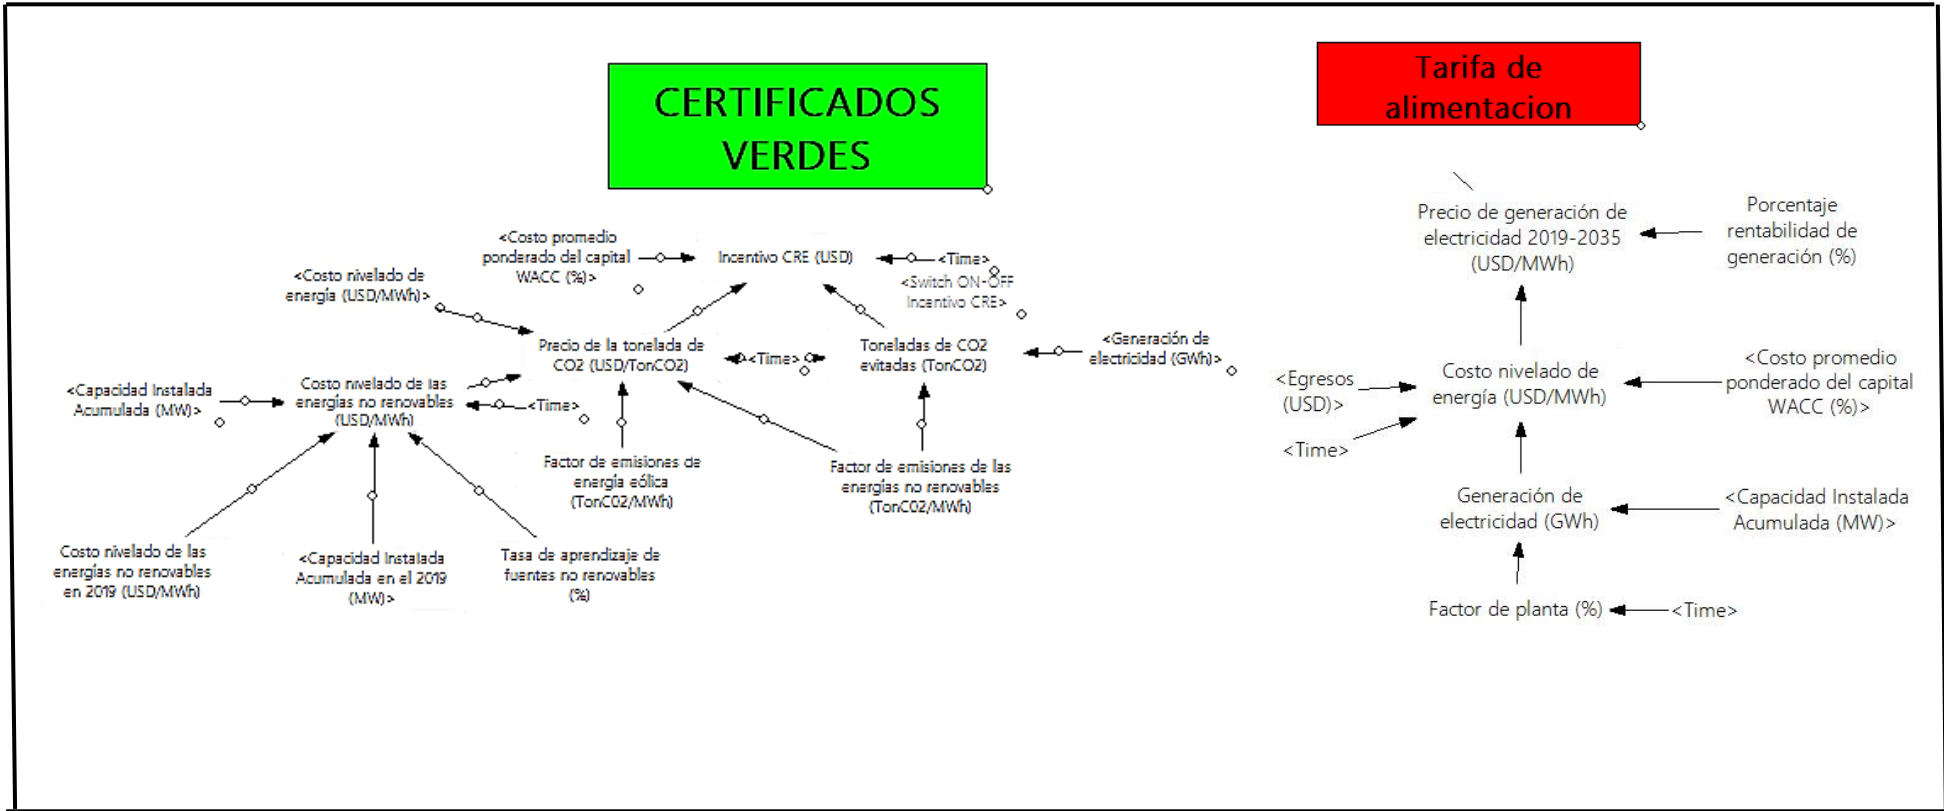 CERTIFICADOS
VERDES
<Costo promedio
ponderado del capital
WACC (%)>
Incentivo CRE (USD)
<Time>
<Switch ON-OFF
Incentivo CRE>
<Costo nivelado de
energía (USD/MWh)>
Precio de la tonelada de
CO2 (USD/TonCO2)
<Time>
Toneladas de CO2
evitadas (TonCO2)
<Generación de
electricidad (GWh)>
<Capacidad Instalada
Acumulada (MW)>
Costo nivelado de las
energías no renovables
(USD/MWh)
<Time>
Factor de emisiones de
energía eólica
(TonC02/MWh)
Factor de emisiones de las
energías no renovables
(TonC02/MWh)
Costo nivelado de las
energías no renovables
en 2019 (USD/MWh)
<Capacidad Instalada
Acumulada en el 2019
(MW)>
Tasa de aprendizaje de
fuentes no renovables
(%)
Tarifa de
alimentacion
Precio de generación de
electricidad 2019-2035
(USD/MWh)
Porcentaje
rentabilidad de
generación (%)
<Egresos
(USD)>
<Time>
Costo nivelado de
energía (USD/MWh)
<Costo promedio
ponderado del capital
WACC (%)>
Generación de
electricidad (GWh)
<Capacidad Instalada
Acumulada (MW)>
Factor de planta (%)
<Time>